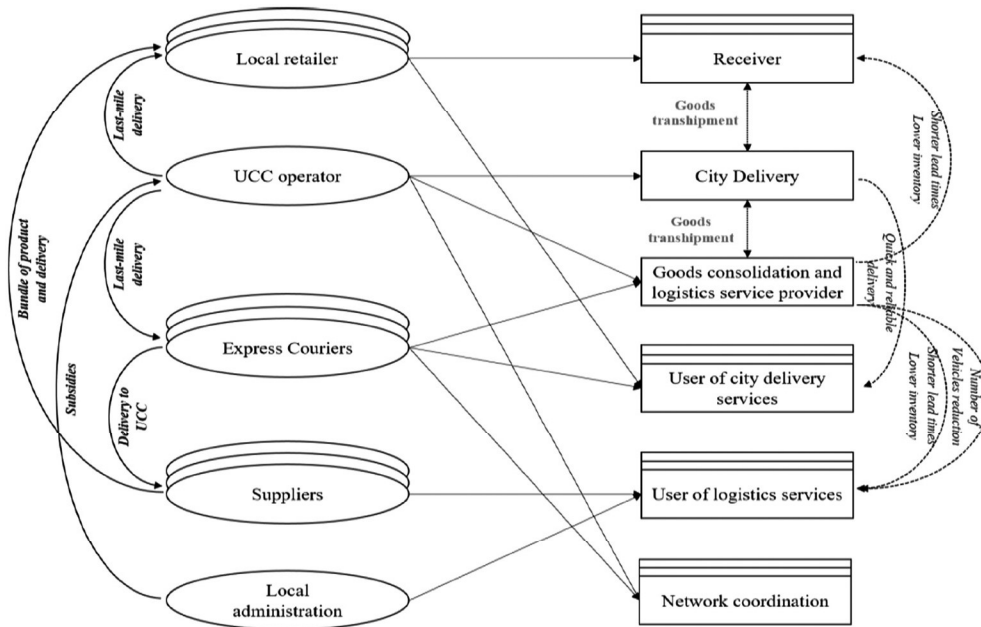 Local retailer
Receiver
Last-mile
delivery
Goods
transhipment
Shorter lead times
Lower inventory
UCC operator
City Delivery
Bundle of product
and delivery
Last-mile
delivery
Goods
transhipment
Quick and reliable
delivery
Goods consolidation and
logistics service provider
Express Couriers
User of city delivery
services
Subsidies
Delivery to
UCC
Shorter lead times
Lower inventory
Number of
Vehicles reduction
Suppliers
User of logistics services
Local
administration
Network coordination